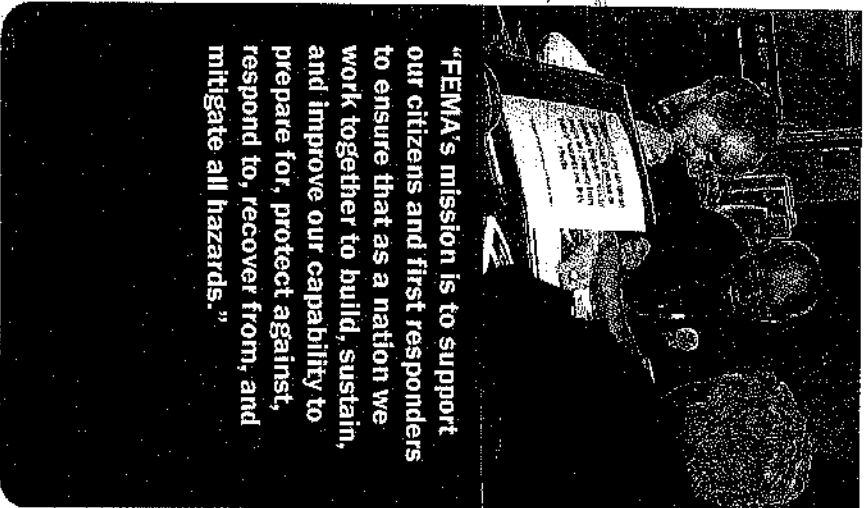 “FEMA’s mission is to support
our citizens and first responders
to ensure that as a nation we
work together to build, sustain,
and improve our capability to
prepare for, protect against,
respond to, recover from, and
mitigate all hazards.”